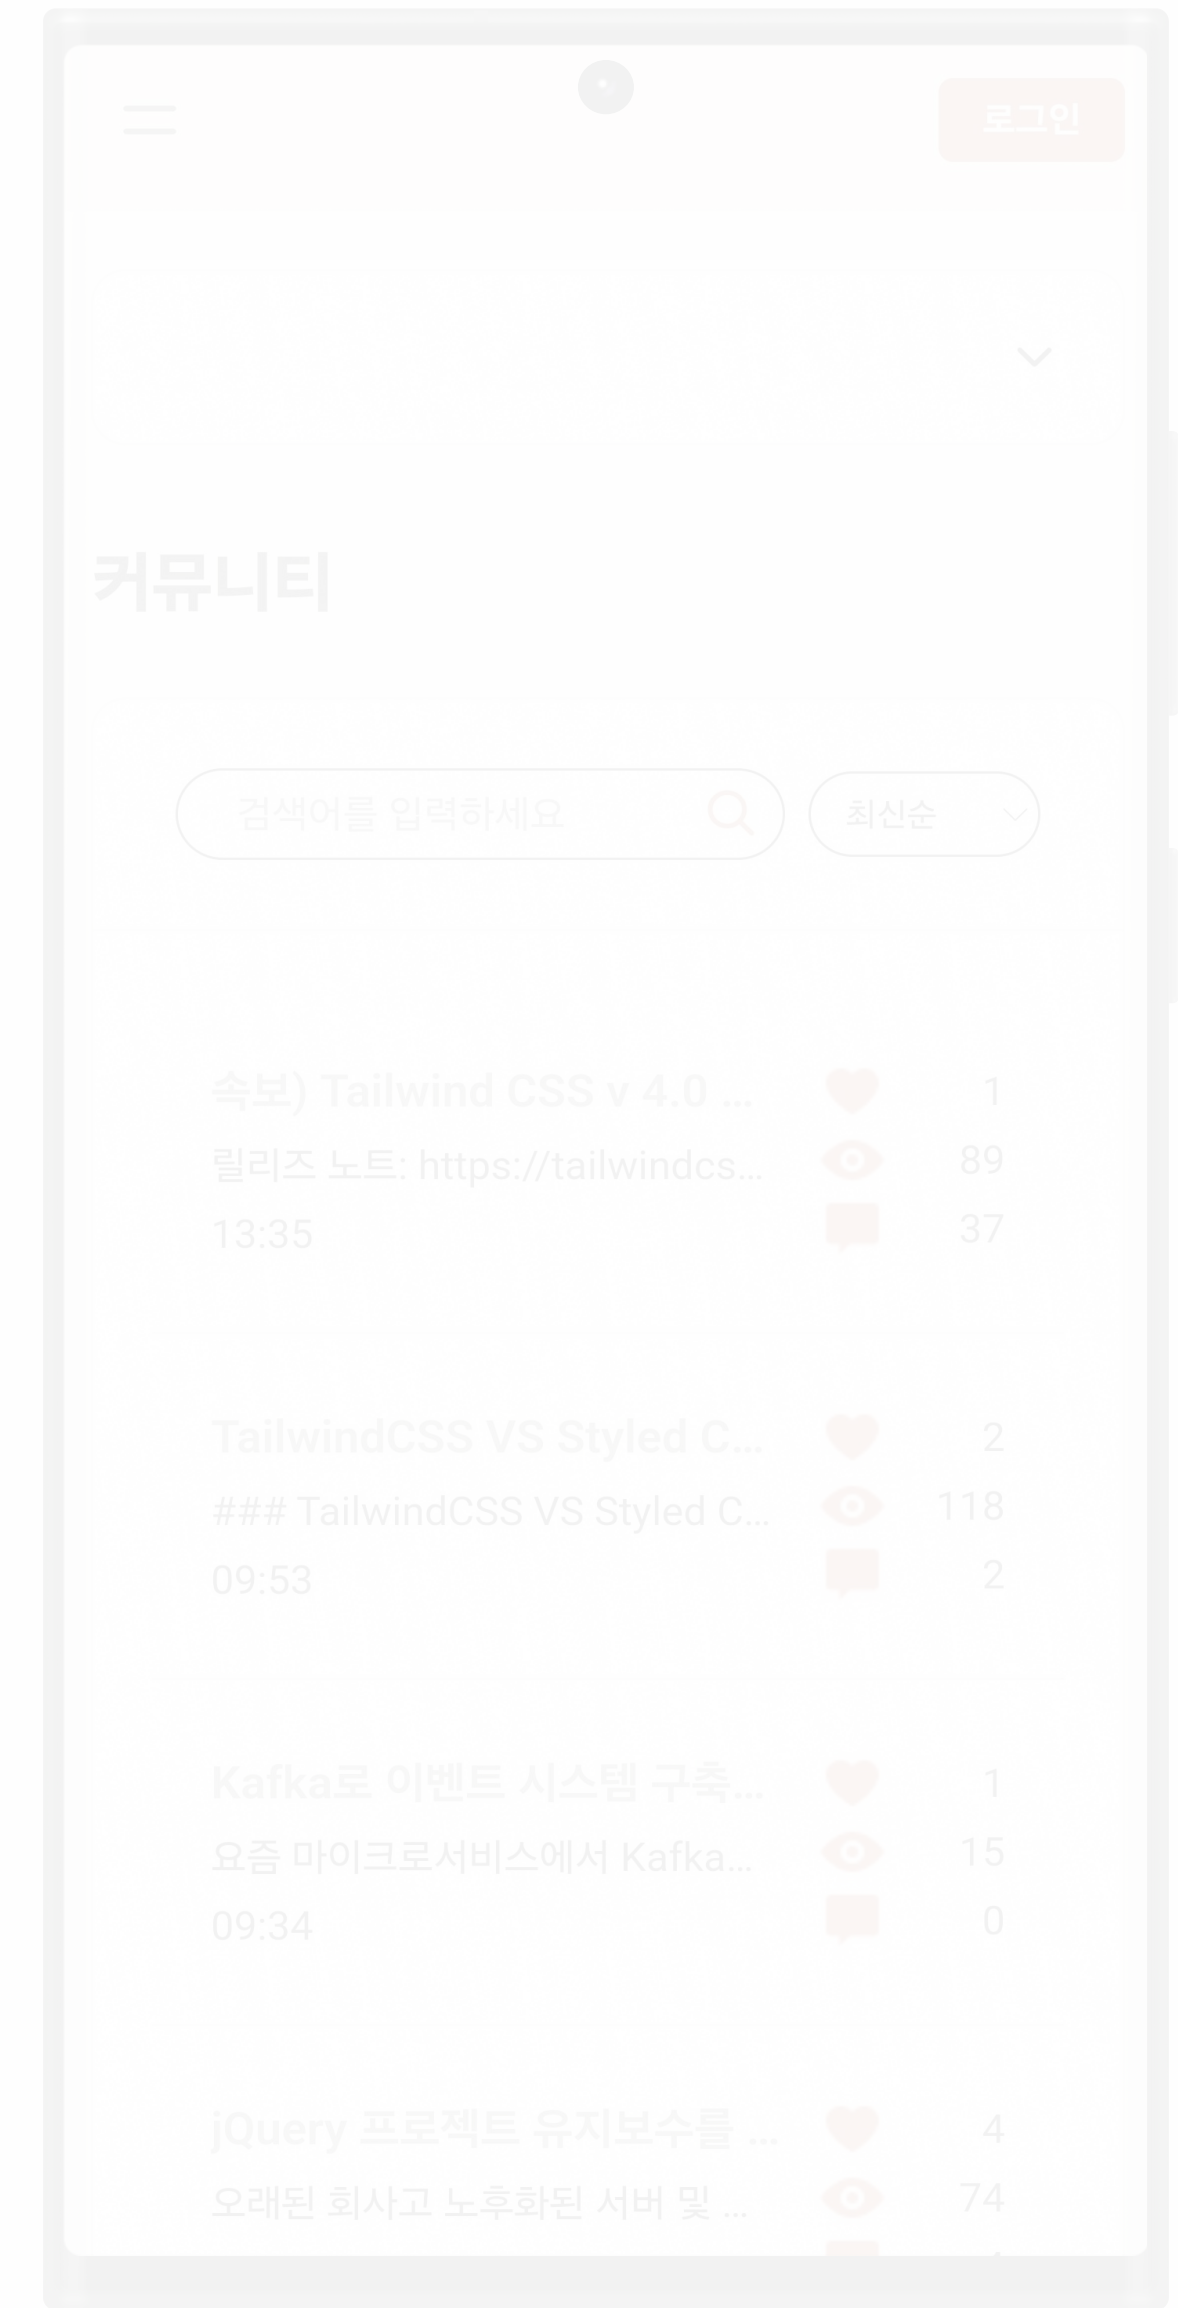 로그인
커뮤니티
검색어를 입력하세요
최신순
속보) Tailwind CSS v 4.0 ...
1
릴리즈 노트: https://tailwindcs...
89
13:35
37
TailwindCSS VS Styled C...
2
### TailwindCSS VS Styled C...
118
09:53
2
Kafka로 이벤트 시스템 구축...
1
요즘 마이크로서비스에서 Kafka...
15
09:34
0
jQuery 프로젝트 유지보수를 ...
4
오래된 회사고 노후화된 서버 및 ...
74